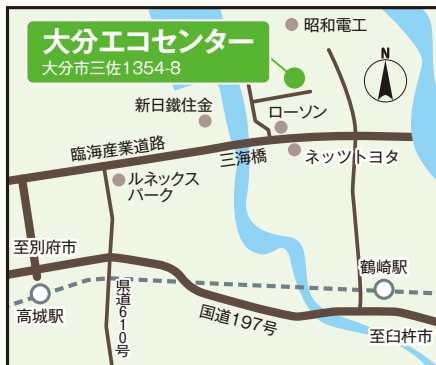 昭和電工
大分エコセンター
大分市三佐1354-8
N
新日鐵住金
ローソン
臨海産業道路
三海橋
ネッツトヨタ
ルネックス
パーク
至別府市
鶴崎駅
高城駅
県道610号
国道197号
至臼杵市